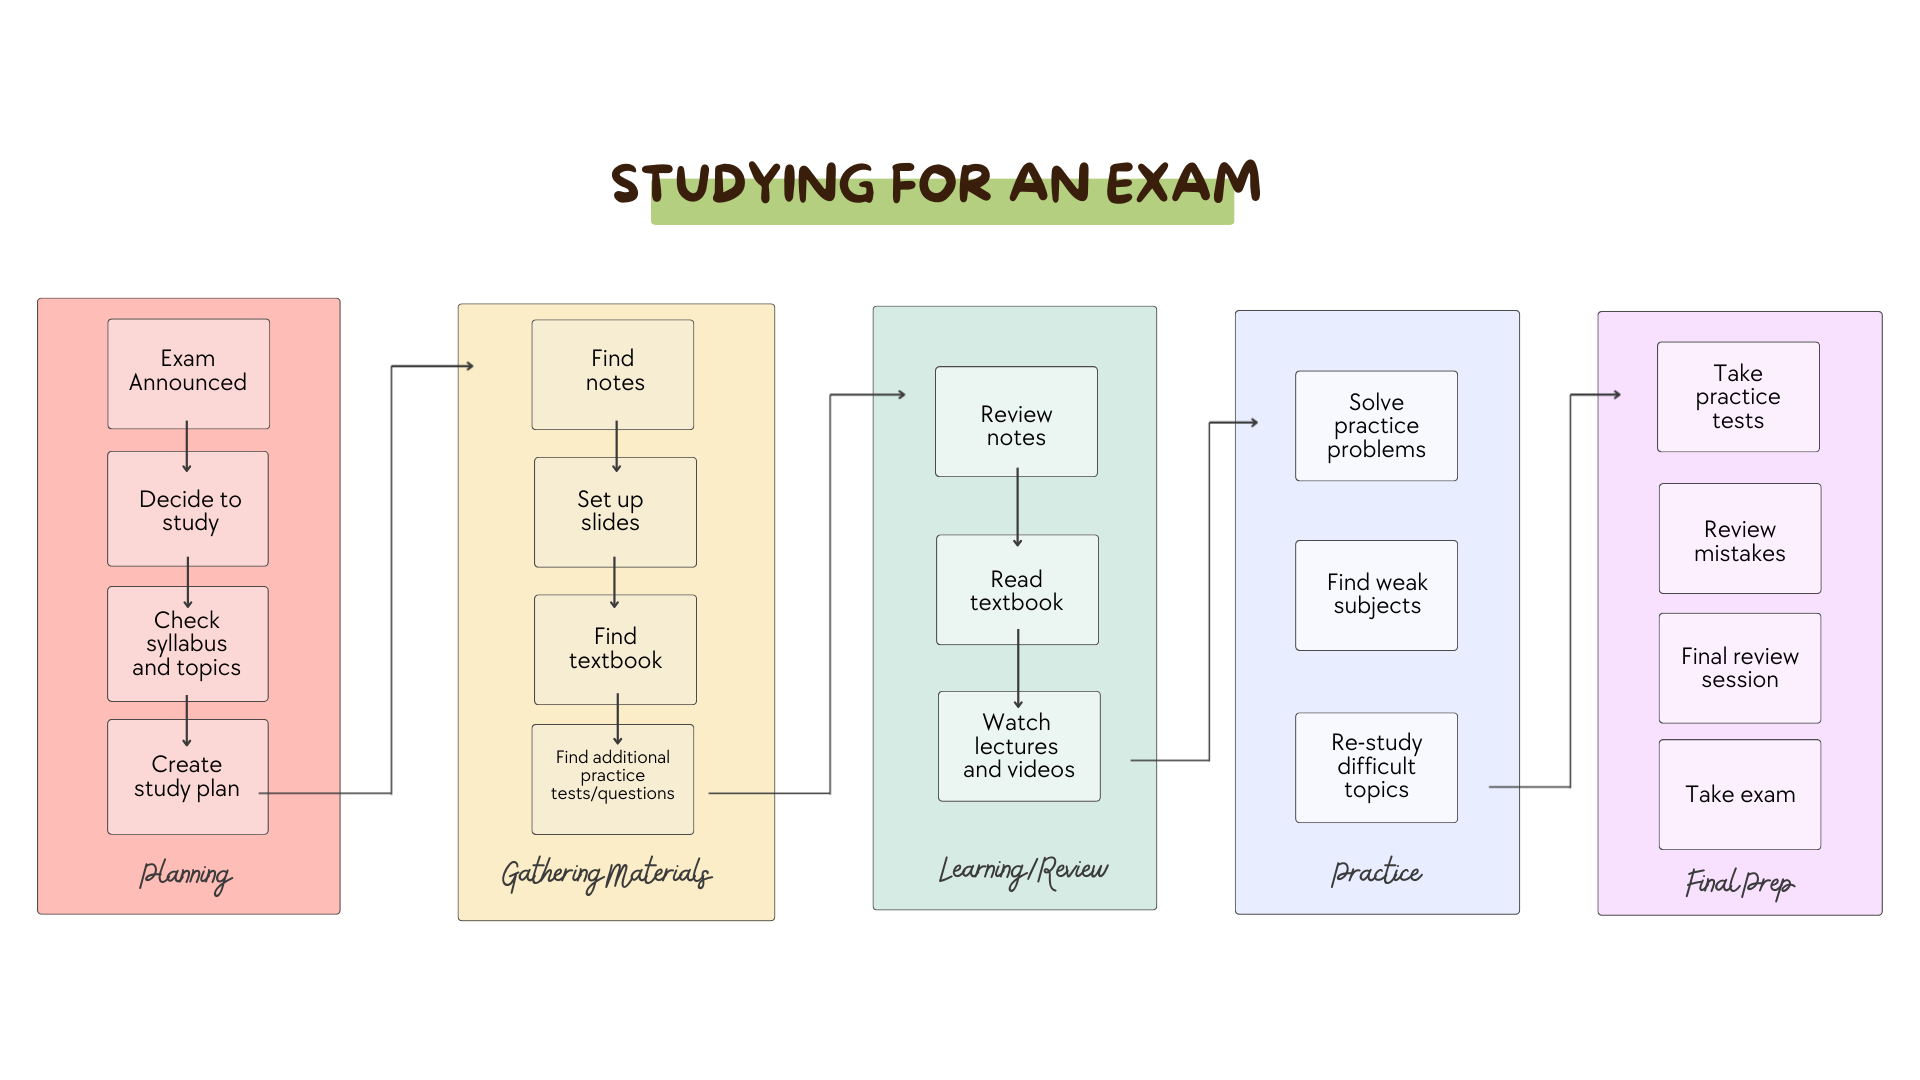 STUDYING FOR AN EXAM
Exam
Announced
Decide to
study
Check
syllabus
and topics
Create
study plan
Planning
Find
notes
Set up
slides
Find
textbook
Find additional
practice
tests/questions
Gathering Materials
Review
notes
Read
textbook
Watch
lectures
and videos
Learning/Review
Solve
practice
problems
Find weak
subjects
Re-study
difficult
topics
Practice
Take
practice
tests
Review
mistakes
Final review
session
Take exam
Final Prep